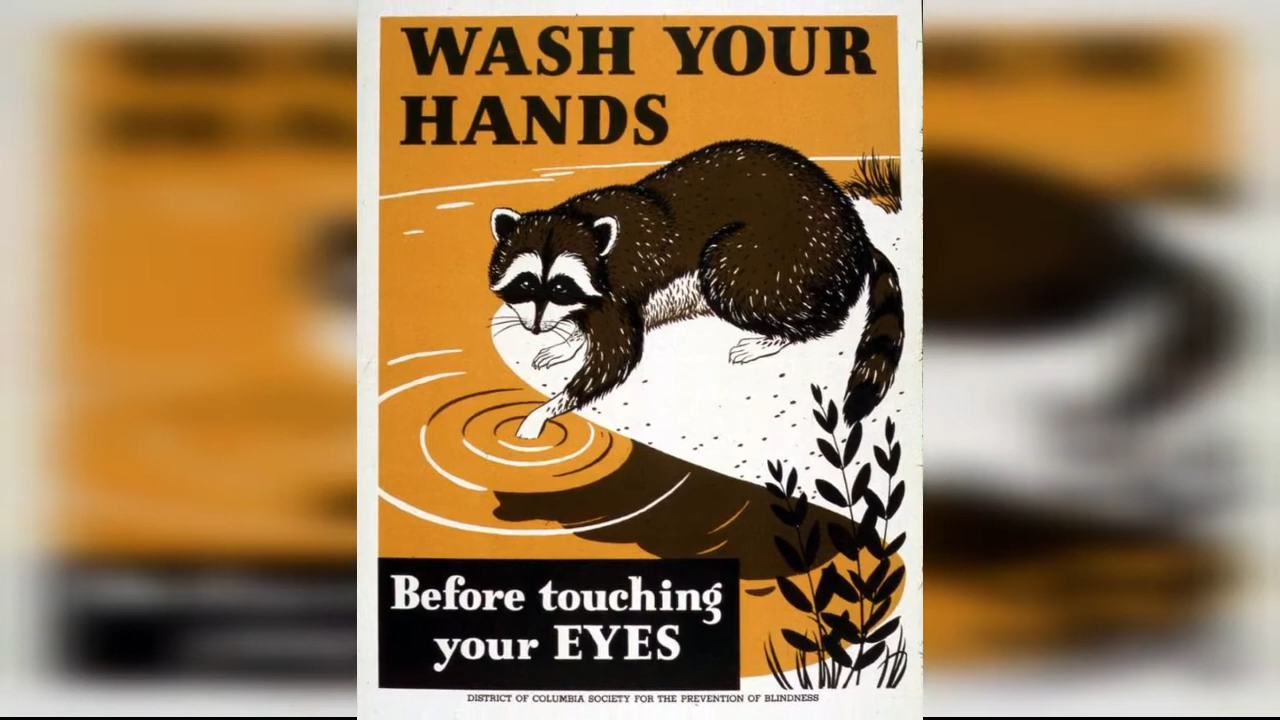 WASH YOUR
HANDS
Before touching
your EYES
DISTRICT OF COLUMBIA SOCIETY FOR THE PREVENTION OF BLINDNESS